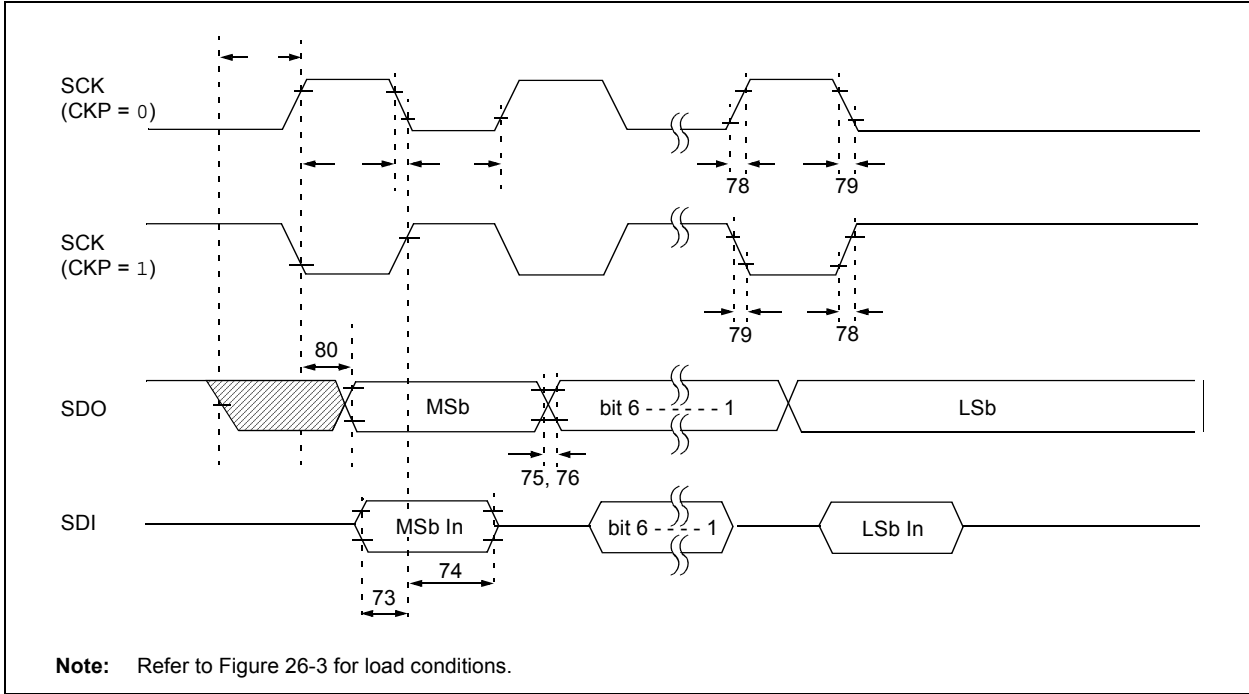 SCK
(CKP = 0)
78
79
SCK
(CKP = 1)
79
78
80
SDO
MSb
bit 6 - - - - - - 1
LSb
75, 76
SDI
MSb In
bit 6 - - - - 1
LSb In
74
73
Note: Refer to Figure 26-3 for load conditions.